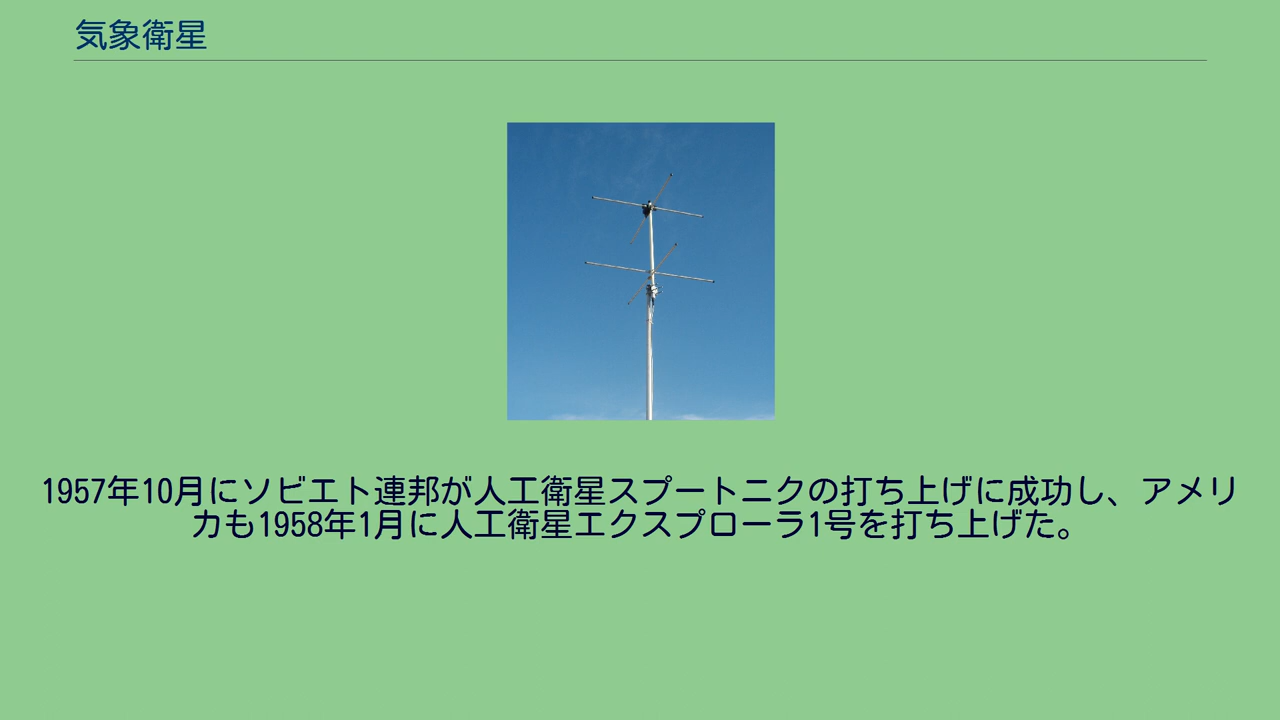 気象衛星
1957年10月にソビエト連邦が人工衛星スプートニクの打ち上げに成功し、アメリ
カも1958年1月に人工衛星エクスプローラ1号を打ち上げた。